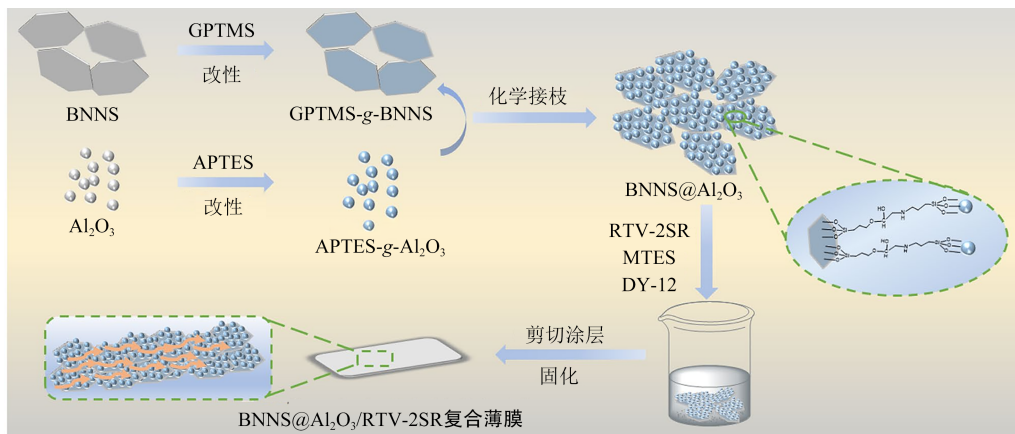 GPTMS
改性
BNNS
GPTMS-g-BNNS
化学接枝
APTES
改性
Al₂O₃
APTES-g-Al₂O₃
BNNS@Al₂O₃
RTV-2SR
MTES
DY-12
剪切涂层
固化
BNNS@Al₂O₃/RTV-2SR复合薄膜